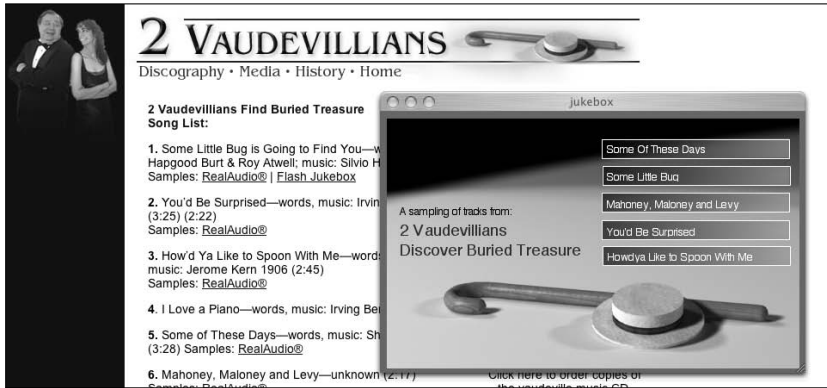 2 VAUDEVILLIANS
Discography • Media • History • Home
2 Vaudevillians Find Buried Treasure
Song List:
1. Some Little Bug is Going to Find You—w
Hapgood Burt & Roy Atwell; music: Silvio H
Samples: RealAudio® | Flash Jukebox
2. You'd Be Surprised—words, music: Irvin
(3:25) (2:22)
Samples: RealAudio®
3. How'd Ya Like to Spoon With Me—words
music: Jerome Kern 1906 (2:45)
Samples: RealAudio®
4. I Love a Piano—words, music: Irving Be
5. Some of These Days—words, music: Sh
(3:28) Samples: RealAudio®
6. Mahoney, Maloney and Levy—unknown (2:17)
Samples: RealAudio®
jukebox
Some Of These Days
Some Little Bug
Mahoney, Maloney and Levy
You'd Be Surprised
Howdya Like to Spoon With Me
A sampling of tracks from:
2 Vaudevillians
Discover Buried Treasure
Click here to order copies of
the vaudeville music CD